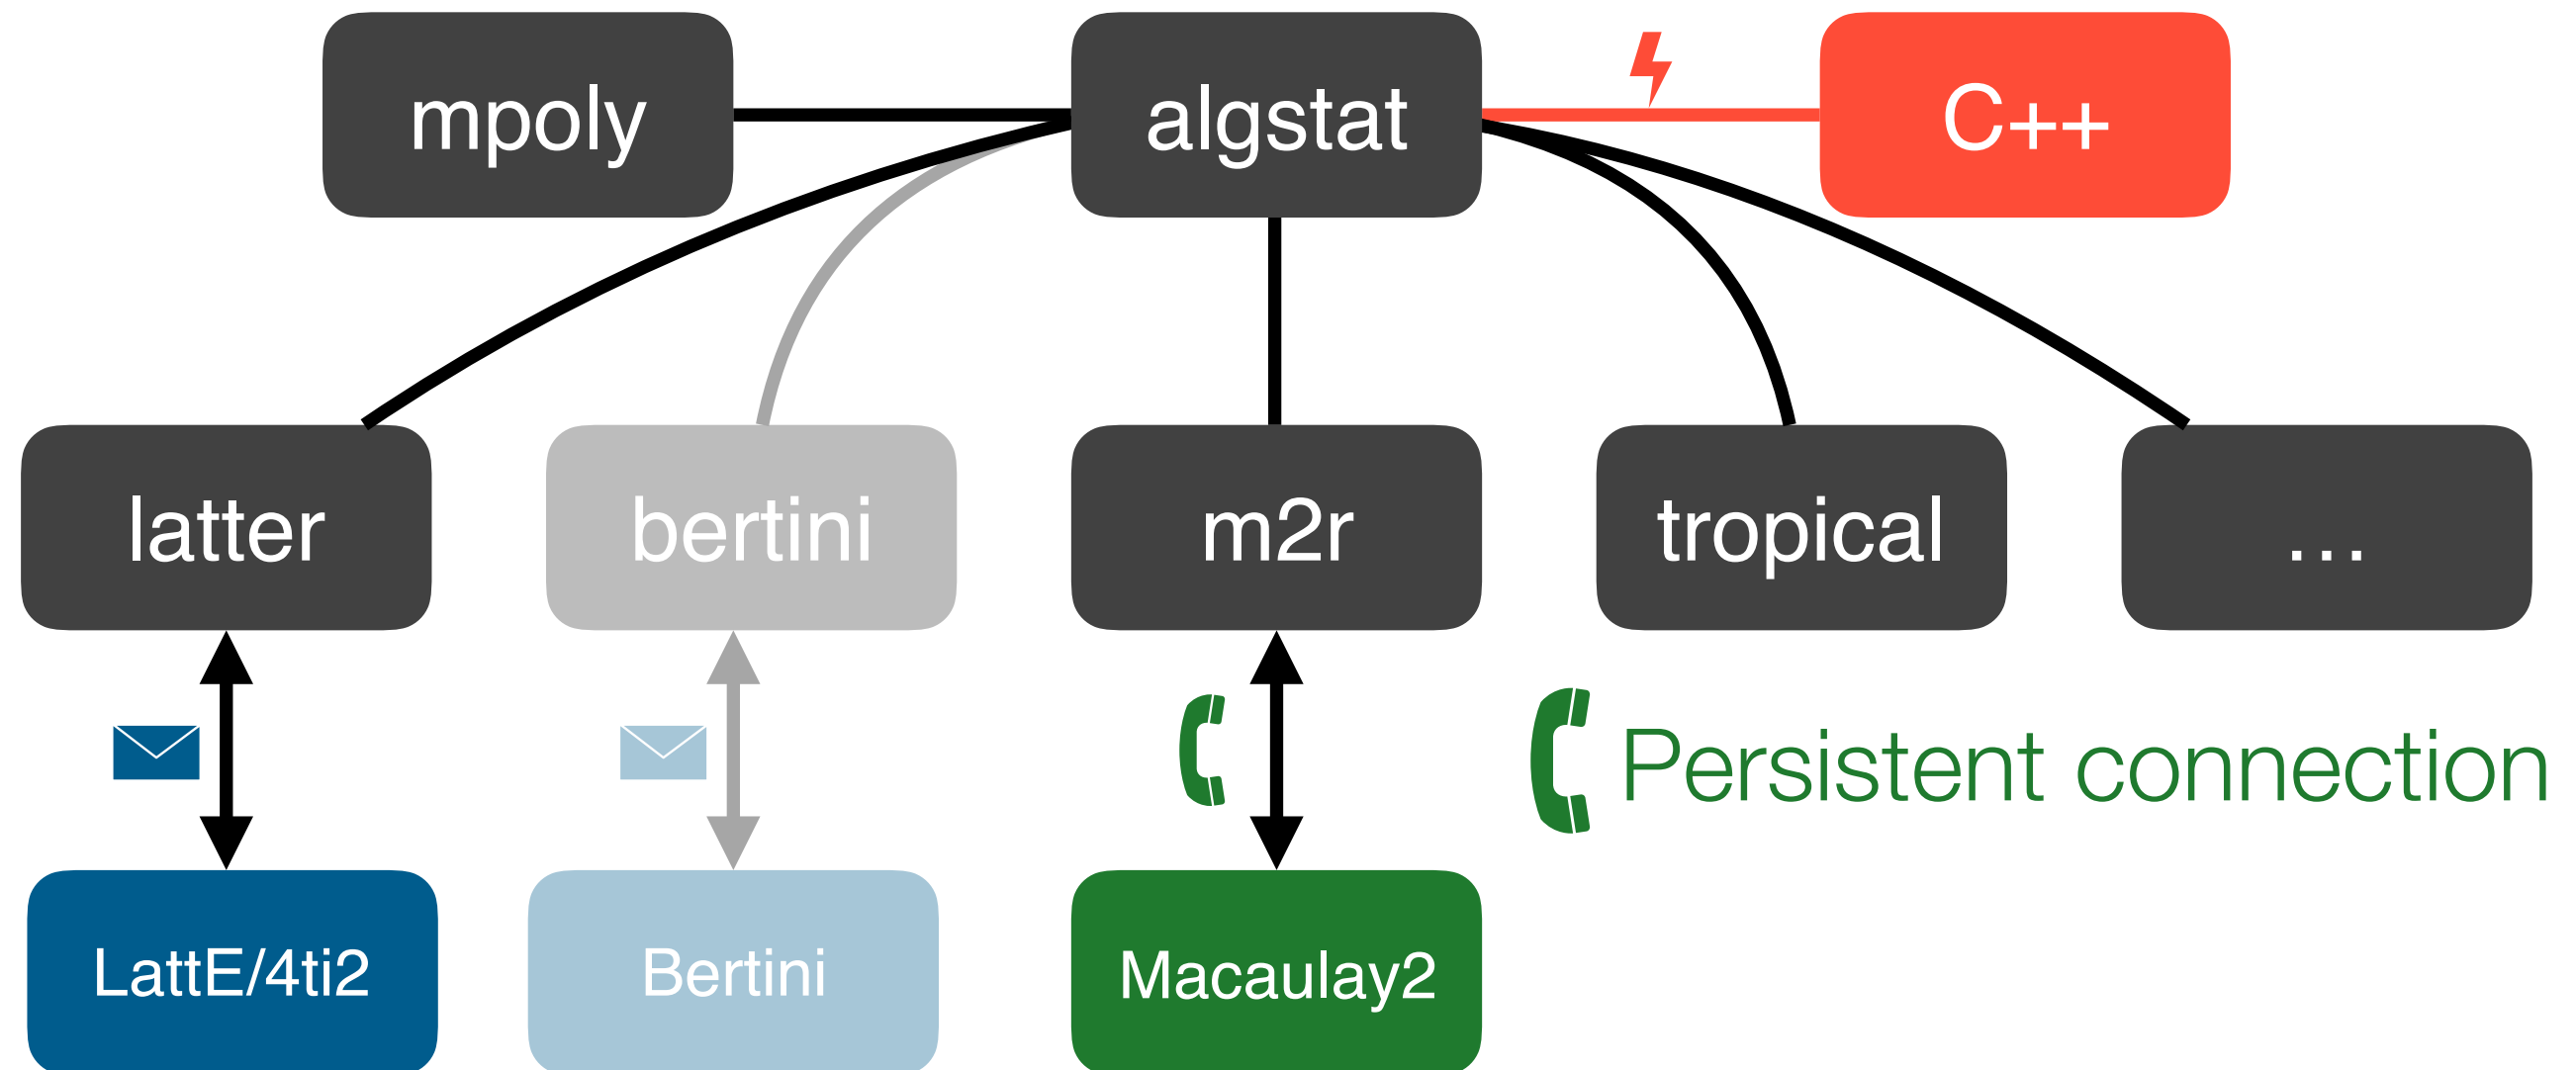 mpoly
algstat
C++
latter
bertini
m2r
tropical
...
Persistent connection
LattE/4ti2
Bertini
Macaulay2